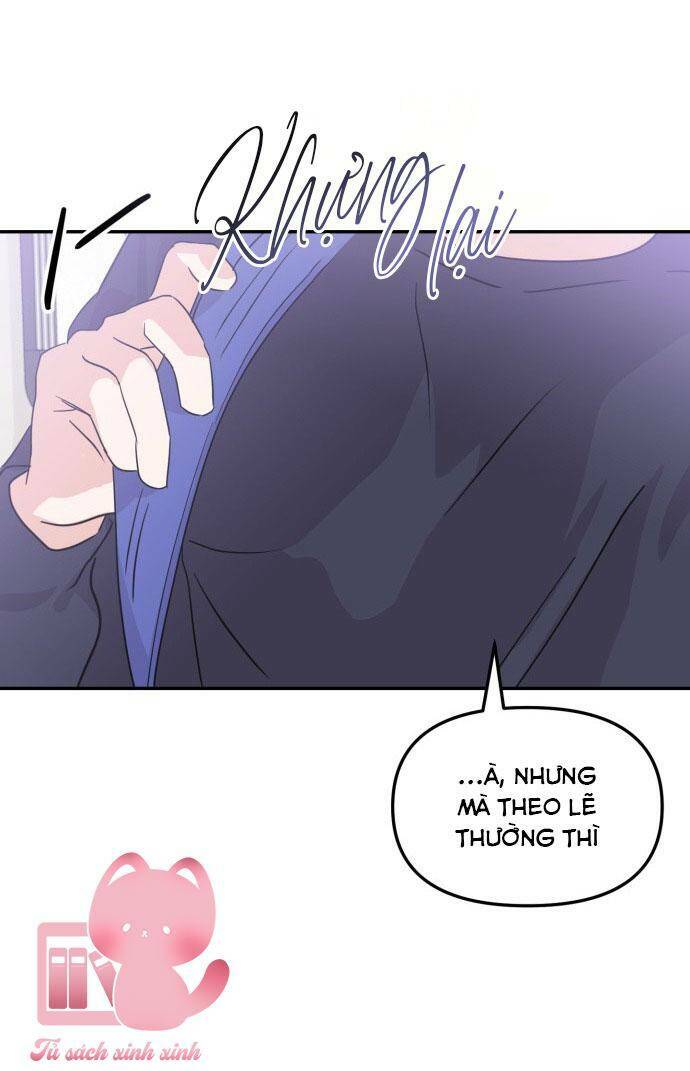 Khựng lại
...À, NHƯNG
MÀ THEO LẼ
THƯỜNG THÌ
Tủ sách xinh xinh